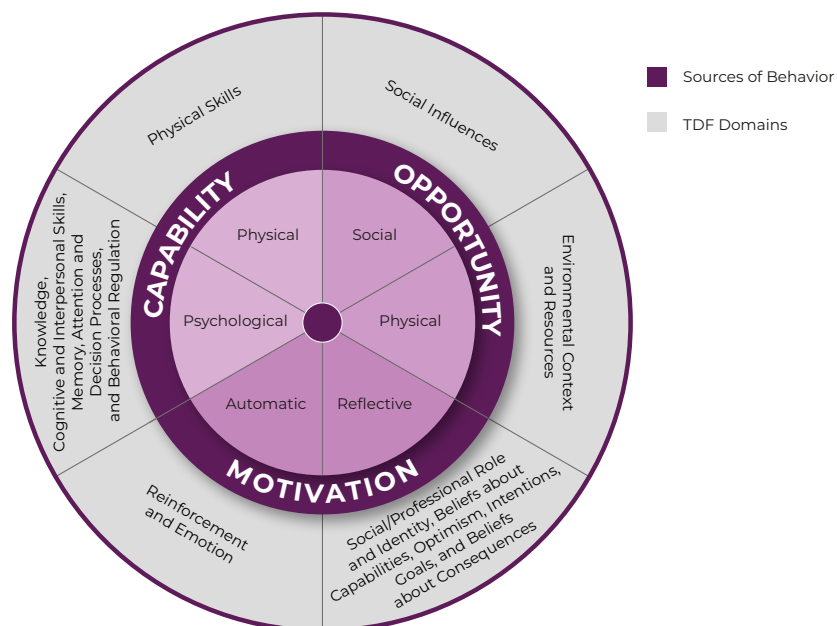 Physical Skills
Social Influences
Sources of Behavior
TDF Domains
CAPABILITY
OPPORTUNITY
Physical
Social
Knowledge,
Cognitive and Interpersonal Skills,
Memory, Attention and
Decision Processes,
and Behavioral Regulation
Environmental Context
and Resources
Psychological
Physical
Automatic
Reflective
MOTIVATION
Reinforcement
and Emotion
Social/Professional Role
and Identity, Beliefs about
Capabilities, Optimism, Intentions,
Goals, and Beliefs
about Consequences